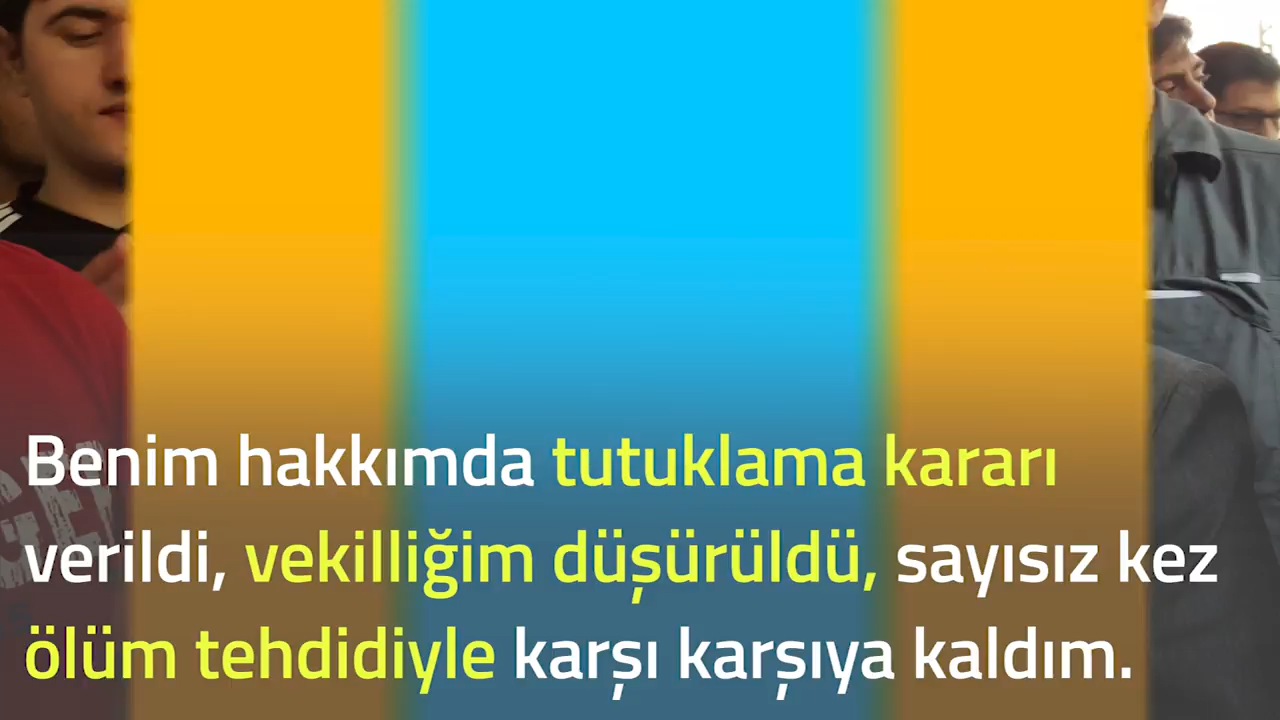 Benim hakkımda tutuklama kararı
verildi, vekilliğim düşürüldü, sayısız kez
ölüm tehdidiyle karşı karşıya kaldım.